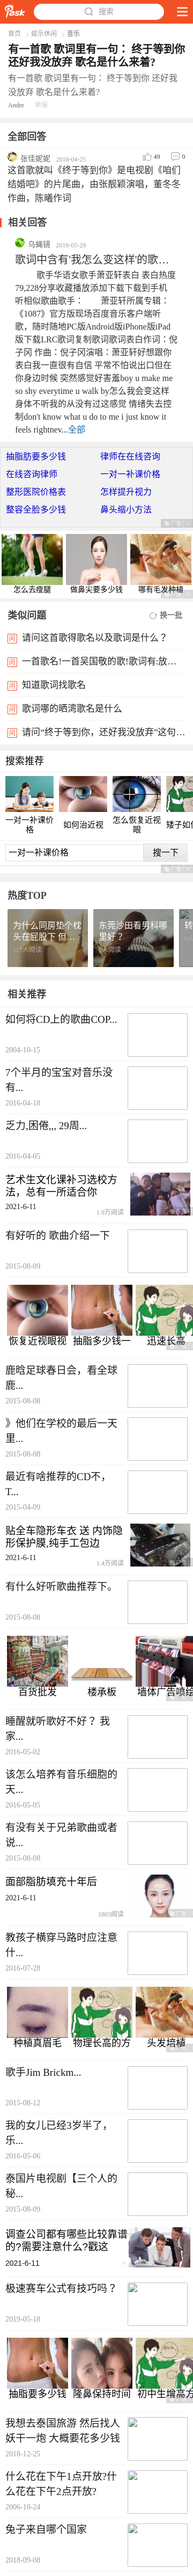 Posk
搜索
首页 > 娱乐休闲 > 音乐
有一首歌 歌词里有一句 : 终于等到你
还好我没放弃 歌名是什么来着?
有一首歌 歌词里有一句 : 终于等到你 还好我
没放弃 歌名是什么来着?
Andre 举报
全部回答
张佳妮妮 2018-04-25 49 0
这首歌就叫《终于等到你》是电视剧《咱们
结婚吧》的片尾曲，由张靓颖演唱，董冬冬
作曲，陈曦作词
相关回答
乌蝇镜 2018-05-29
歌词中含有'我怎么变这样的'歌…
歌手华语女歌手萧亚轩表白 表白热度
79,228分享收藏播放添加下载下载到手机
听相似歌曲歌手： 萧亚轩所属专辑：
《1087》官方版现场百度音乐客户端听
歌，随时随地PC版Android版iPhone版iPad
版下载LRC歌词复制歌词歌词表白作词：倪
子冈 作曲：倪子冈演唱：萧亚轩好想跟你
表白我一直很有自信 平常不怕说但往往在
你身边时候 突然感觉好害羞boy u make me
so shy everytime u walk by怎么我会变这样
身体不听装的从没有过这感觉 情绪失去控
制don't know what u do to me i know it
feels rightnev...全部
抽脂肪要多少钱 律师在在线咨询
在线咨询律师 一对一补课价格
整形医院价格表 怎样提升视力
整容全脸多少钱 鼻头缩小方法
广告
怎么去瘦腿 做鼻尖要多少钱 哪有毛发种植
类似问题 换一批
请问这首歌得歌名以及歌词是什么？
一首歌名!一首吴国敬的歌!歌词有:放…
知道歌词找歌名
歌词哪的晒湾歌名是什么
请问“终于等到你，还好我没放弃”这句…
搜索推荐
一对一补课价格 如何治近视 怎么恢复近视眼 矮子如何
一对一补课价格 搜一下
广告
热度TOP
为什么同房垫个枕
头在屁股下 但…
东莞沙田看男科哪
里好？
相关推荐
如何将CD上的歌曲COP...
2004-10-15
7个半月的宝宝对音乐没
有...
2016-04-18
乏力,困倦,,, 29周...
2016-04-05
艺术生文化课补习选校方
法，总有一所适合你
2021-6-11 1.9万阅读
有好听的 歌曲介绍一下
2015-08-09
恢复近视眼视 抽脂多少钱一 迅速长高
鹿晗足球春日会，看全球
鹿...
2015-08-08
》他们在学校的最后一天
里...
2015-08-08
最近有啥推荐的CD不，
T...
2015-04-09
贴全车隐形车衣 送 内饰隐
形保护膜,纯手工包边
2021-6-11 1.4万阅读
有什么好听歌曲推荐下。
2015-08-08
百货批发 楼承板 墙体广告喷绘
睡醒就听歌好不好？ 我
家...
2016-05-02
该怎么培养有音乐细胞的
天...
2016-05-05
有没有关于兄弟歌曲或者
说...
2015-08-08
面部脂肪填充十年后
2021-6-11
1803阅读
广告
教孩子横穿马路时应注意
什...
2016-07-28
种植真眉毛 物理长高的方 头发培植
歌手Jim Brickm...
2015-08-12
我的女儿已经3岁半了，
乐...
2016-05-06
泰国片电视剧【三个人的
秘...
2015-08-09
调查公司都有哪些比较靠谱
的?需要注意什么?戳这
2021-6-11
极速赛车公式有技巧吗？
2019-05-18
抽脂要多少钱 隆鼻保持时间 初中生增高方
我想去泰国旅游 然后找人
妖干一炮 大概要花多少钱
2018-12-25
什么花在下午1点开放?什
么花在下午2点开放?
2006-10-24
兔子来自哪个国家
2018-09-08